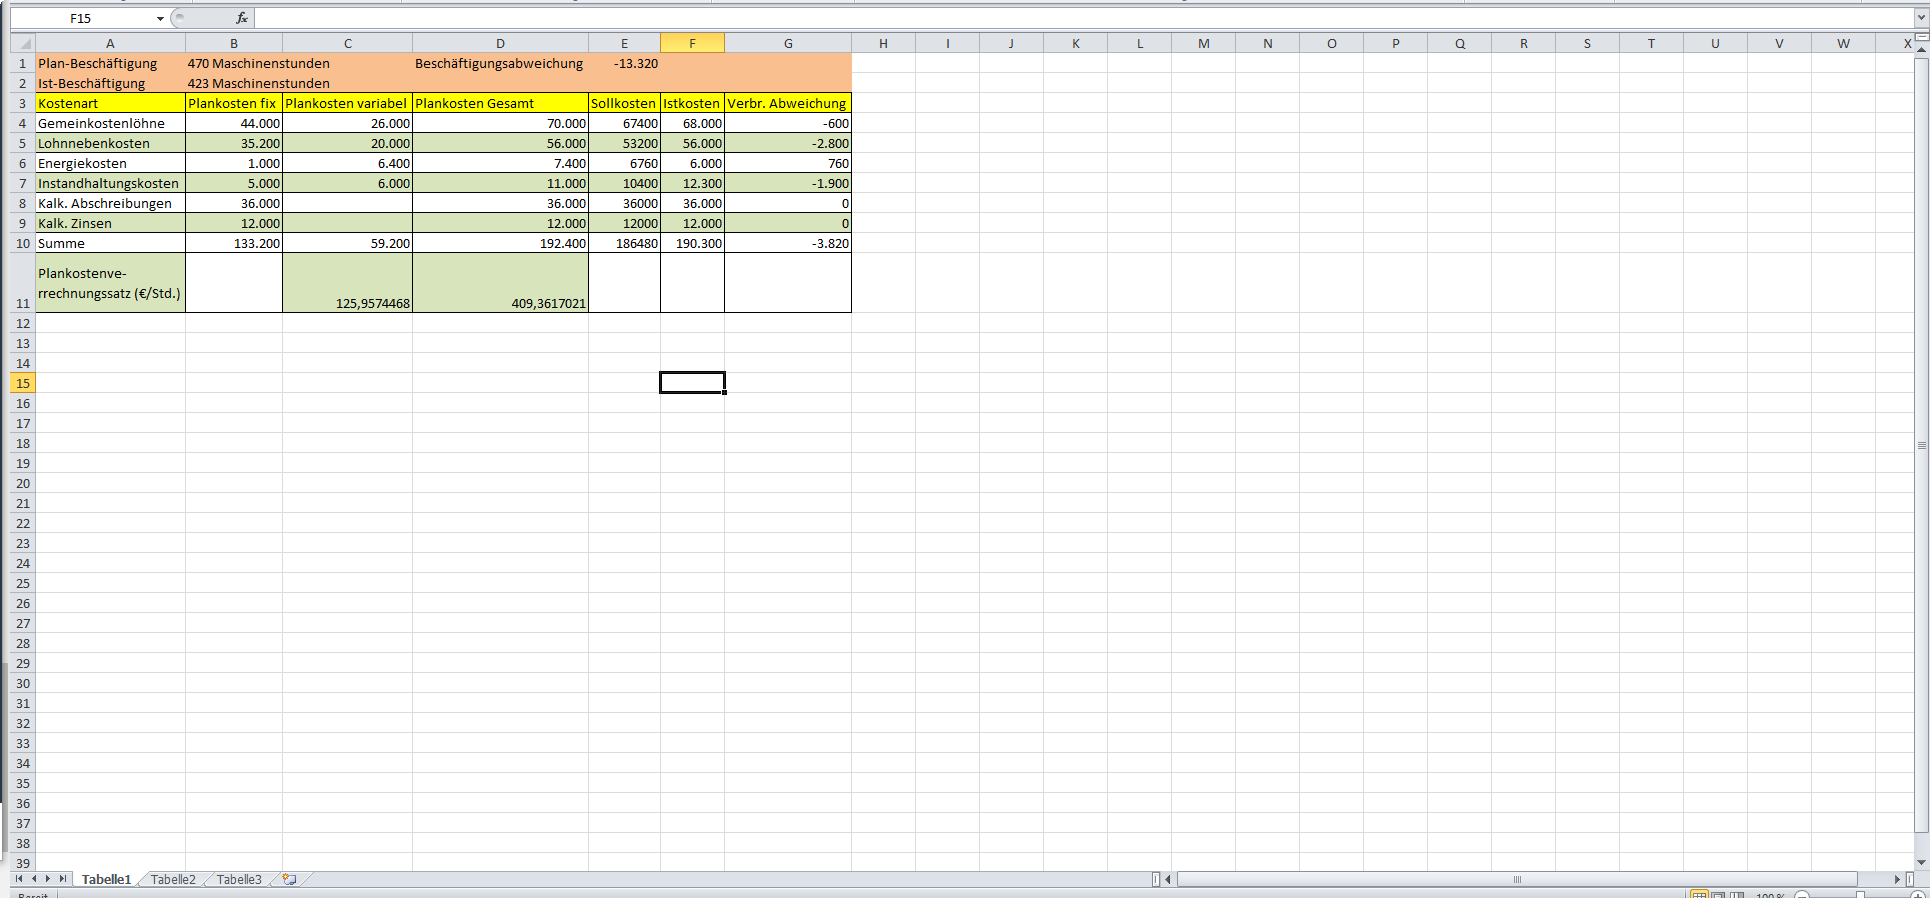 F15 fx
A B C D E F G H I J K L M N O P Q R S T U V W X
1 Plan-Beschäftigung 470 Maschinenstunden Beschäftigungsabweichung -13.320
2 Ist-Beschäftigung 423 Maschinenstunden
3 Kostenart Plankosten fix Plankosten variabel Plankosten Gesamt Sollkosten Istkosten Verbr. Abweichung
4 Gemeinkostenlöhne 44.000 26.000 70.000 67400 68.000 -600
5 Lohnnebenkosten 35.200 20.000 56.000 53200 56.000 -2.800
6 Energiekosten 1.000 6.400 7.400 6760 6.000 760
7 Instandhaltungskosten 5.000 6.000 11.000 10400 12.300 -1.900
8 Kalk. Abschreibungen 36.000 36.000 36000 36.000 0
9 Kalk. Zinsen 12.000 12.000 12000 12.000 0
10 Summe 133.200 59.200 192.400 186480 190.300 -3.820
Plankostenve-
rrechnungssatz (€/Std.)
11 125,9574468 409,3617021
12
13
14
15
16
17
18
19
20
21
22
23
24
25
26
27
28
29
30
31
32
33
34
35
36
37
38
39
Tabelle1 Tabelle2 Tabelle3
Bereit 100 %